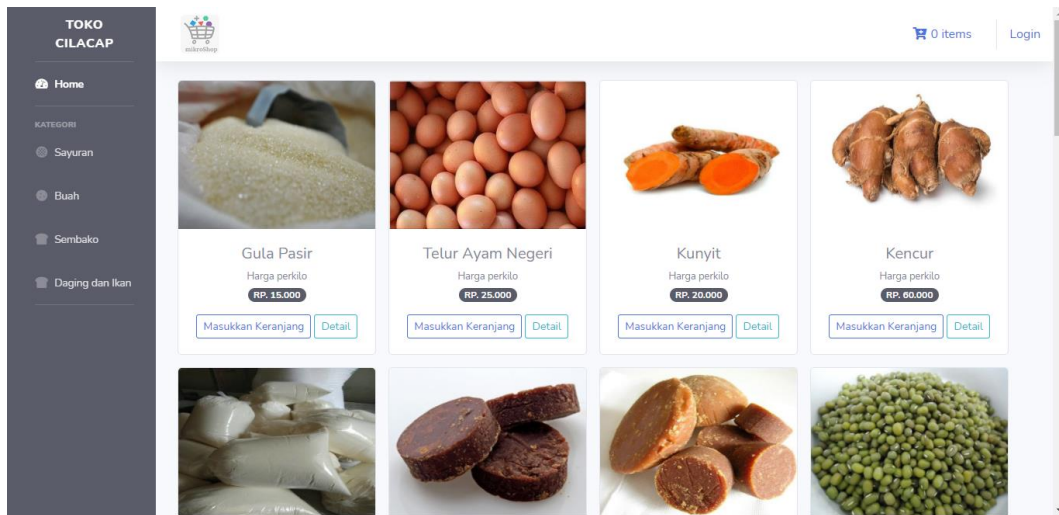 TOKO
CILACAP
mikroShop
0 items
Login
Home
KATEGORI
Sayuran
Buah
Sembako
Daging dan Ikan
Gula Pasir
Harga perkilo
RP. 15.000
Masukkan Keranjang
Detail
Telur Ayam Negeri
Harga perkilo
RP. 25.000
Masukkan Keranjang
Detail
Kunyit
Harga perkilo
RP. 20.000
Masukkan Keranjang
Detail
Kencur
Harga perkilo
RP. 60.000
Masukkan Keranjang
Detail